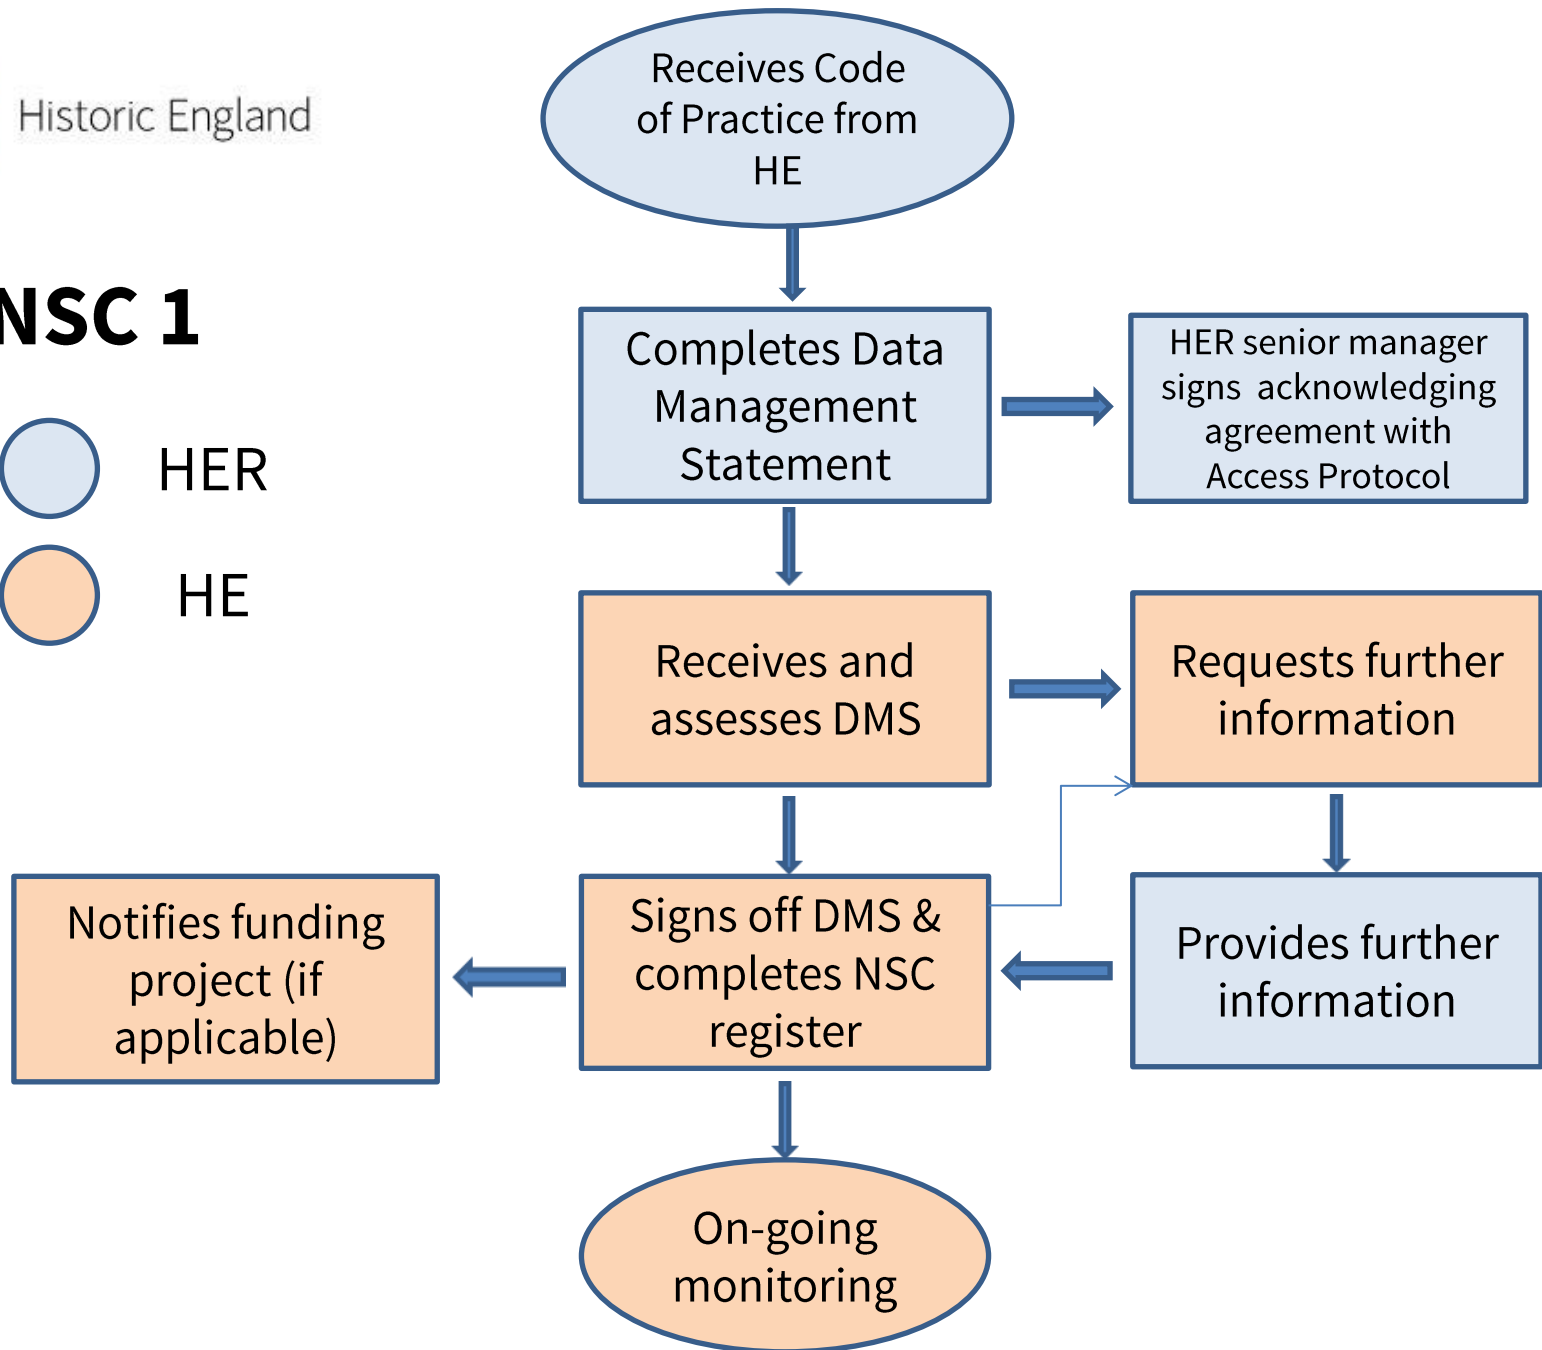 Receives Code
of Practice from
HE
Historic England
NSC 1
HER
HE
Completes Data
Management
Statement
HER senior manager
signs acknowledging
agreement with
Access Protocol
Receives and
assesses DMS
Requests further
information
Notifies funding
project (if
applicable)
Signs off DMS &
completes NSC
register
Provides further
information
On-going
monitoring